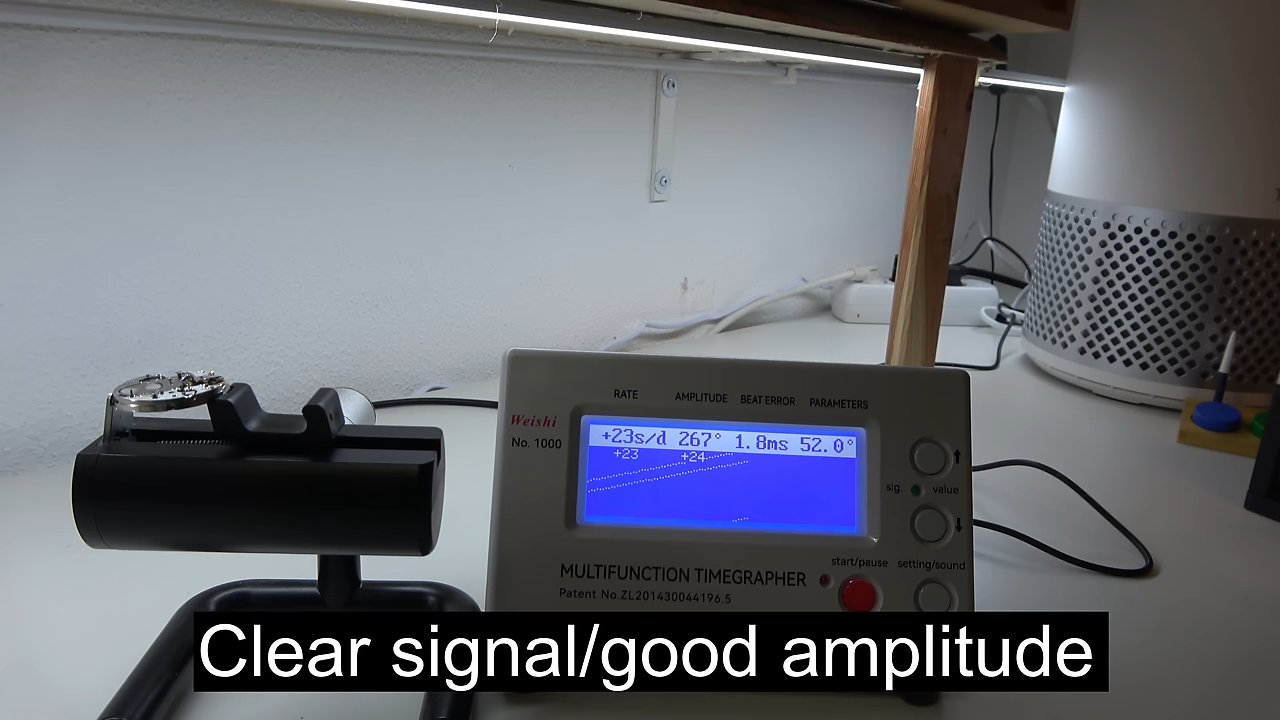 RATE AMPLITUDE BEAT ERROR PARAMETERS
Weishi
No. 1000
+23s/d 267° 1.8ms 52.0°
+23 +24
sig. value
start/pause setting/sound
MULTIFUNCTION TIMEGRAPHER
Patent No.ZL201430044196.5
Clear signal/good amplitude